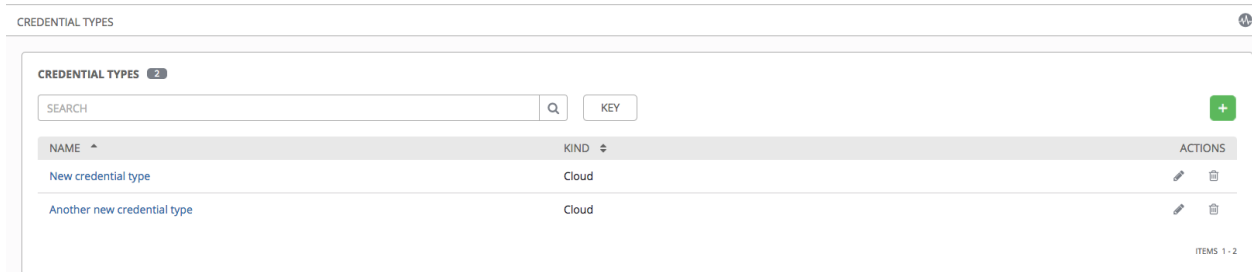 CREDENTIAL TYPES
CREDENTIAL TYPES 2
SEARCH KEY +
NAME KIND ACTIONS
New credential type Cloud
Another new credential type Cloud
ITEMS 1 - 2